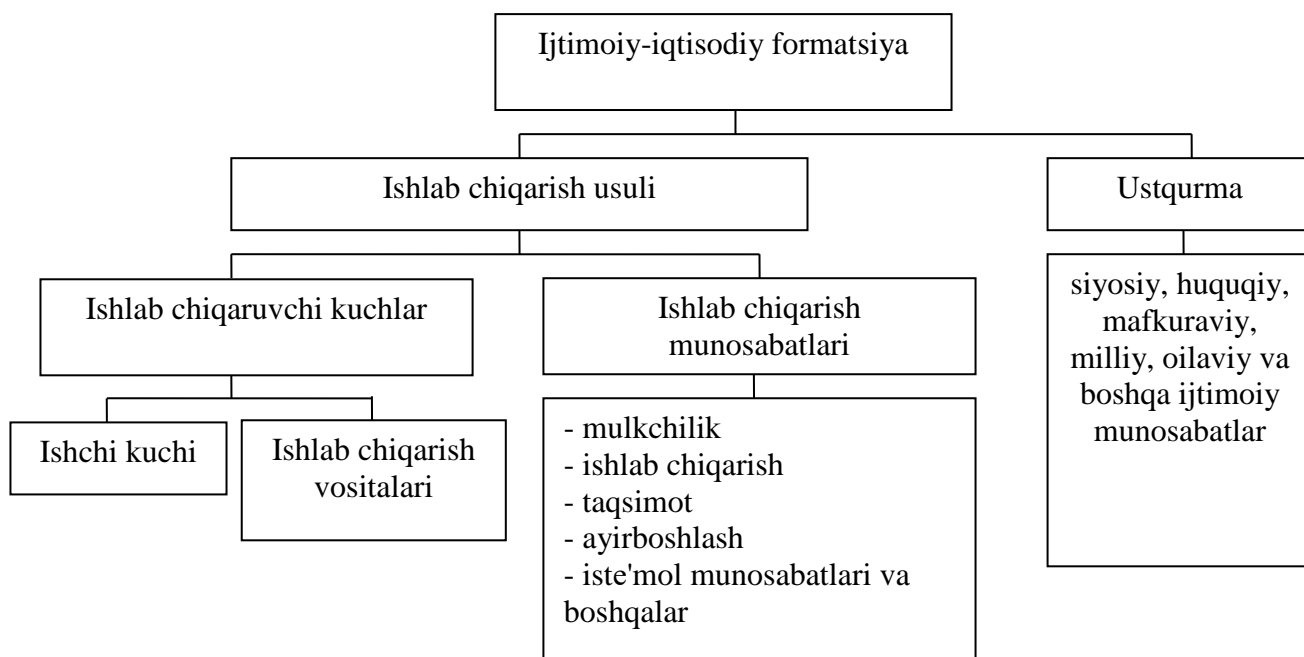 Ijtimoiy-iqtisodiy formatsiya
Ishlab chiqarish usuli
Ustqurma
Ishlab chiqaruvchi kuchlar
Ishlab chiqarish
munosabatlari
siyosiy, huquqiy,
mafkuraviy,
milliy, oilaviy va
boshqa ijtimoiy
munosabatlar
Ishchi kuchi
Ishlab chiqarish
vositalari
- mulkchilik
- ishlab chiqarish
- taqsimot
- ayirboshlash
- iste'mol munosabatlari va
boshqalar